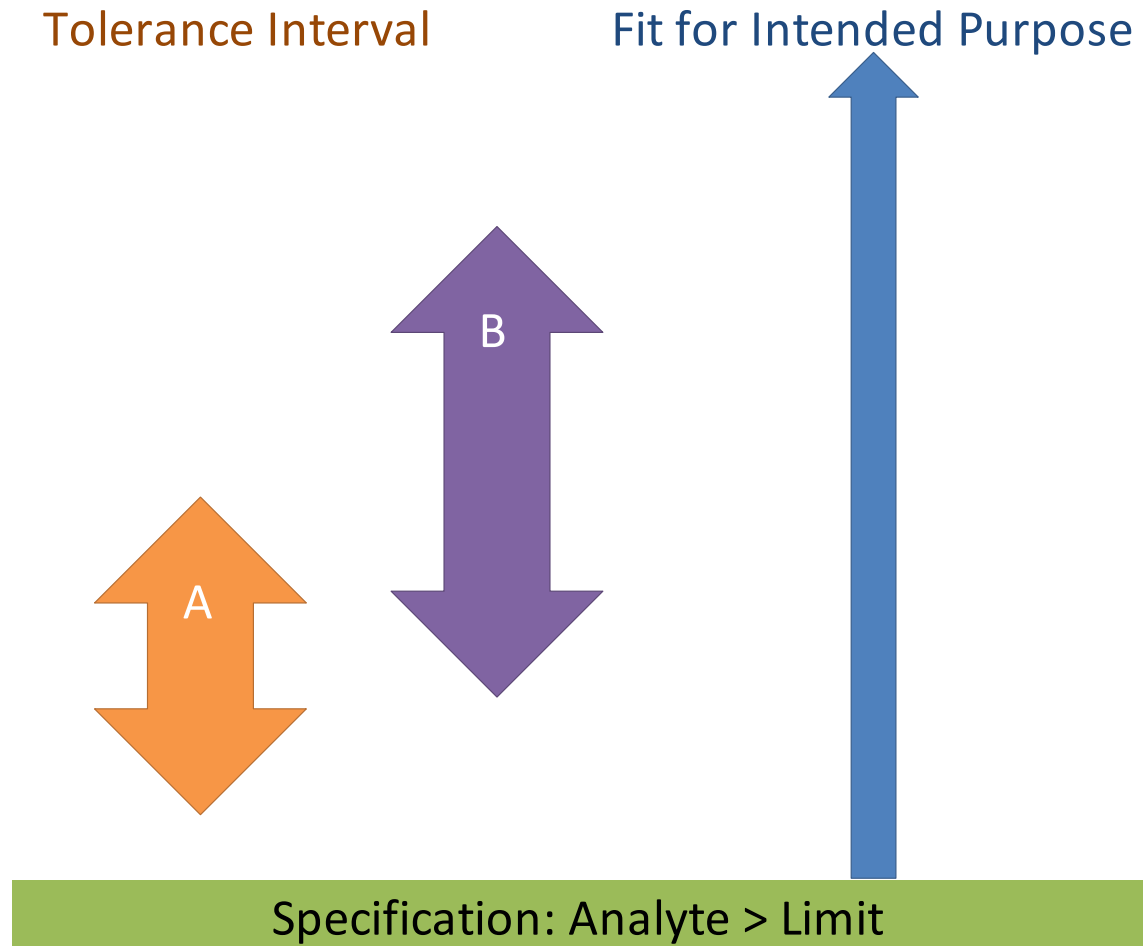 Tolerance Interval
Fit for Intended Purpose
B
A
Specification: Analyte > Limit